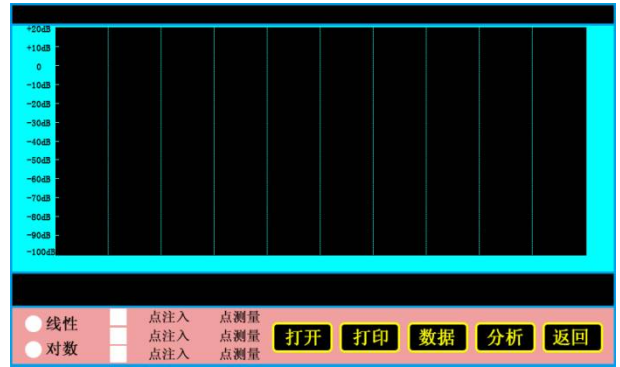 +20dB
+10dB
0
-10dB
-20dB
-30dB
-40dB
-50dB
-60dB
-70dB
-80dB
-90dB
-100dB
线性 点注入 点测量
点注入 点测量 打开 打印 数据 分析 返回
对数 点注入 点测量